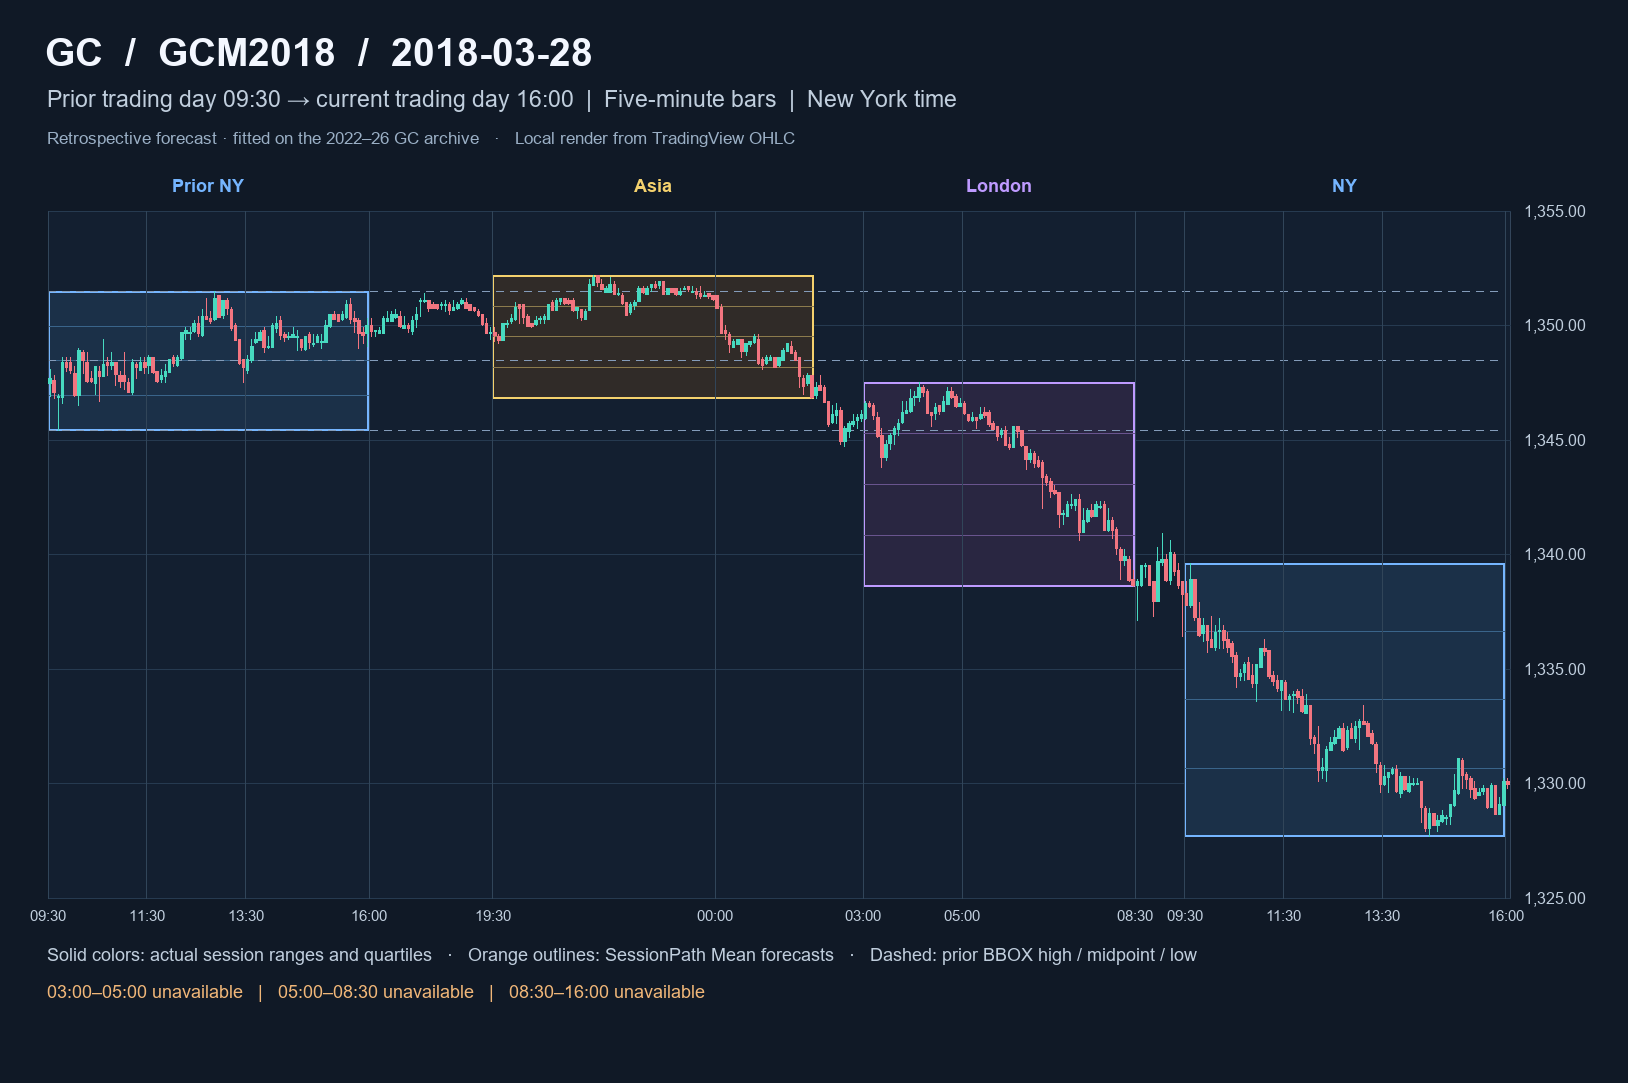 GC / GCM2018 / 2018-03-28
Prior trading day 09:30 → current trading day 16:00 | Five-minute bars | New York time
Retrospective forecast · fitted on the 2022–26 GC archive · Local render from TradingView OHLC
Prior NY Asia London NY
1,355.00
1,350.00
1,345.00
1,340.00
1,335.00
1,330.00
1,325.00
09:30 11:30 13:30 16:00 19:30 00:00 03:00 05:00 08:30 09:30 11:30 13:30 16:00
Solid colors: actual session ranges and quartiles · Orange outlines: SessionPath Mean forecasts · Dashed: prior BBOX high / midpoint / low
03:00–05:00 unavailable | 05:00–08:30 unavailable | 08:30–16:00 unavailable